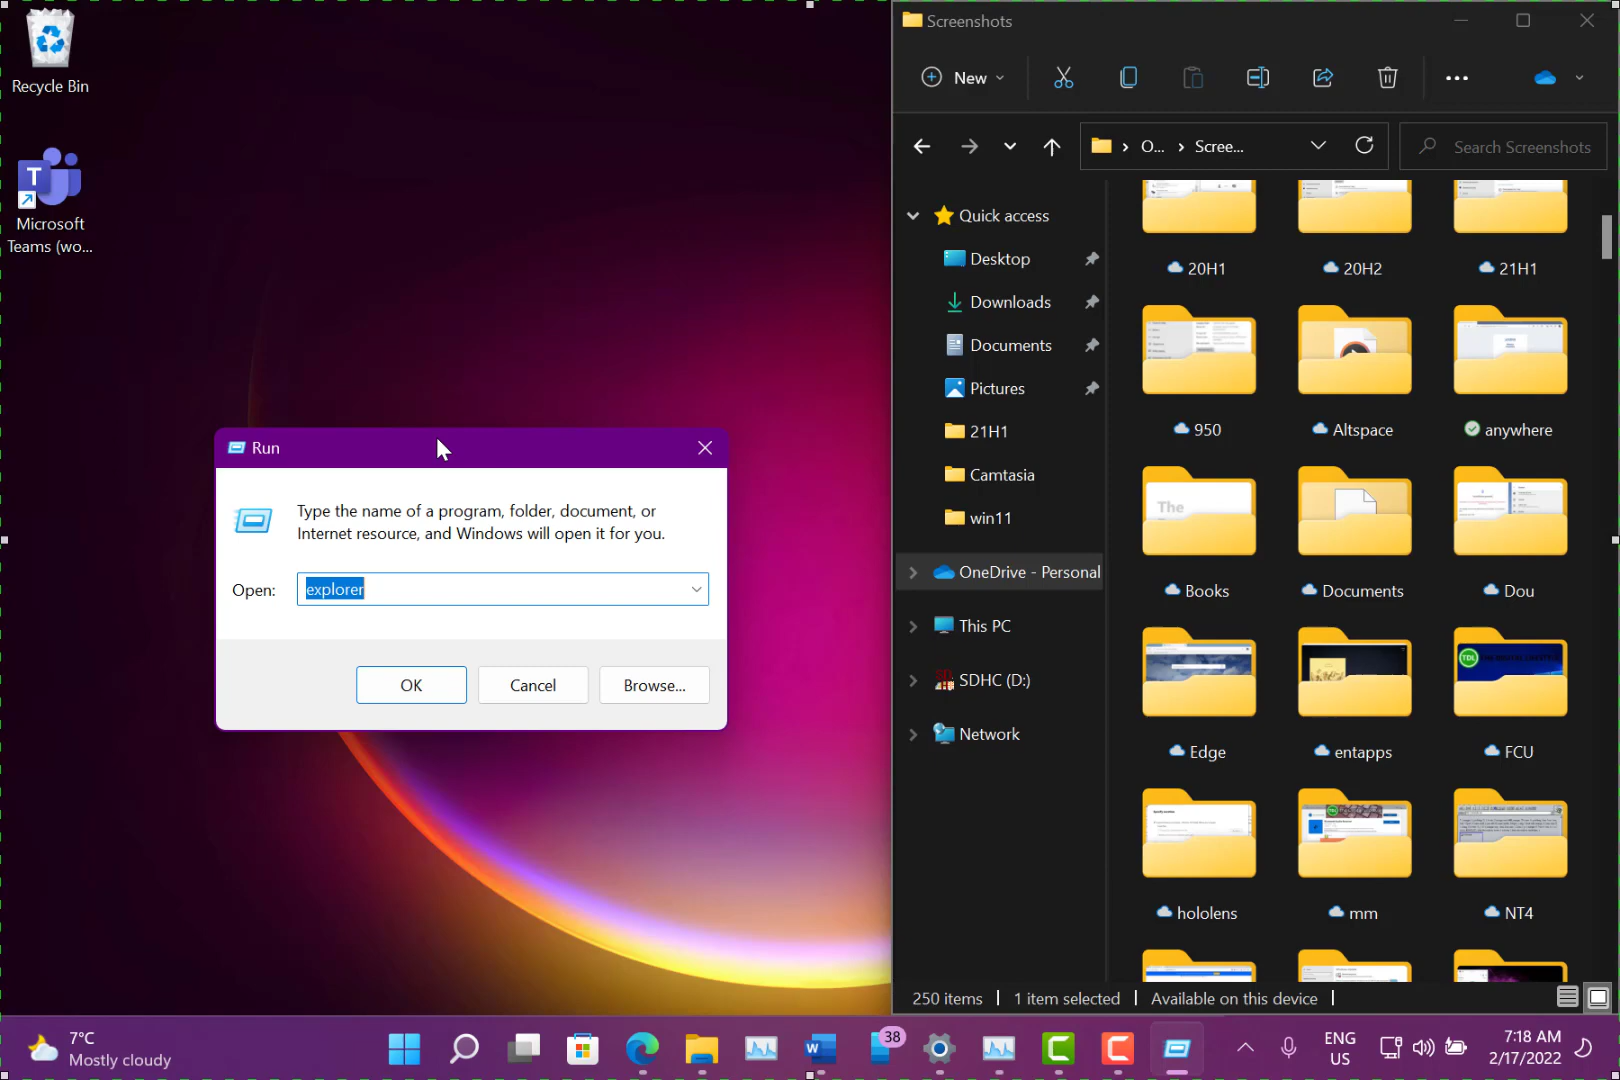 Recycle Bin
T
Microsoft
Teams (wo...
Run
Type the name of a program, folder, document, or
Internet resource, and Windows will open it for you.
Open:
explorer
OK
Cancel
Browse...
Screenshots
New
O...
Scree...
Search Screenshots
Quick access
Desktop
Downloads
Documents
Pictures
21H1
Camtasia
win11
OneDrive - Personal
This PC
SDHC (D:)
Network
20H1
20H2
21H1
950
Altspace
anywhere
The
Books
Documents
Dou
TDL
Edge
entapps
FCU
hololens
mm
NT4
250 items
1 item selected
Available on this device
7°C
Mostly cloudy
W
38
C
C
ENG
US
7:18 AM
2/17/2022